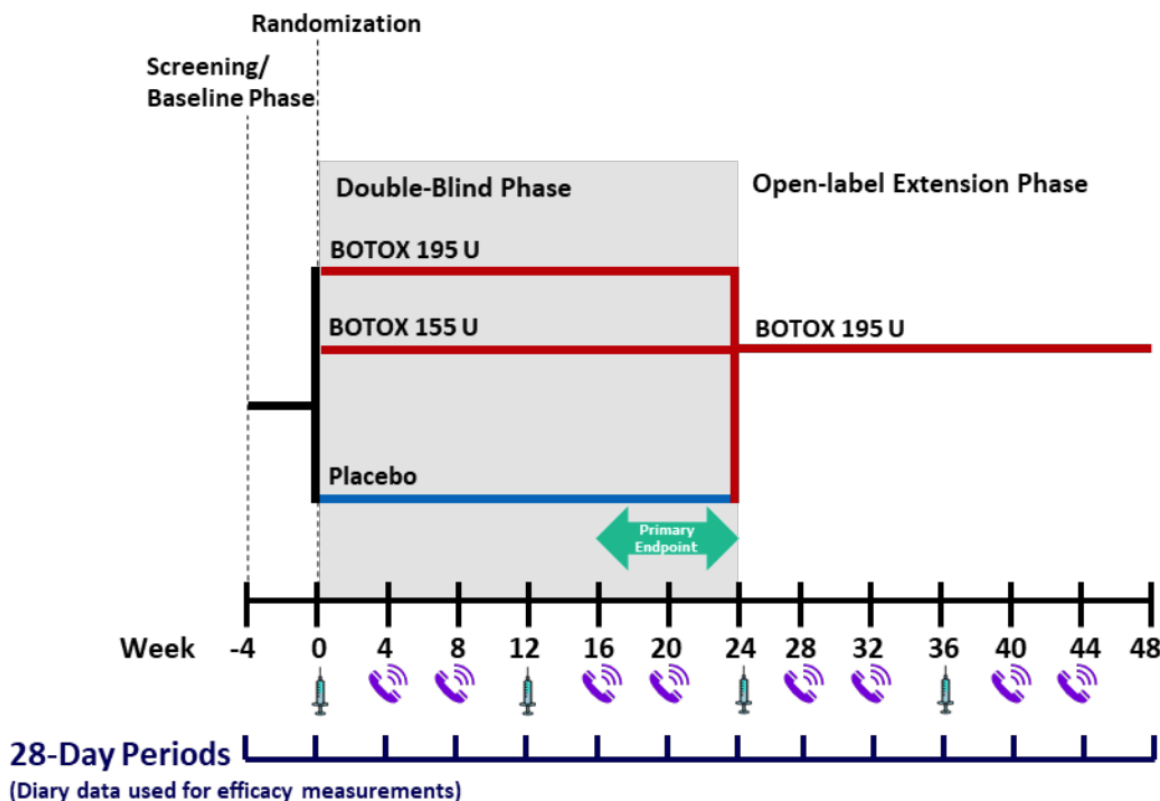 Randomization
Screening/
Baseline Phase
Double-Blind Phase
Open-label Extension Phase
BOTOX 195 U
BOTOX 155 U
BOTOX 195 U
Placebo
Primary
Endpoint
Week -4 0 4 8 12 16 20 24 28 32 36 40 44 48
28-Day Periods
(Diary data used for efficacy measurements)